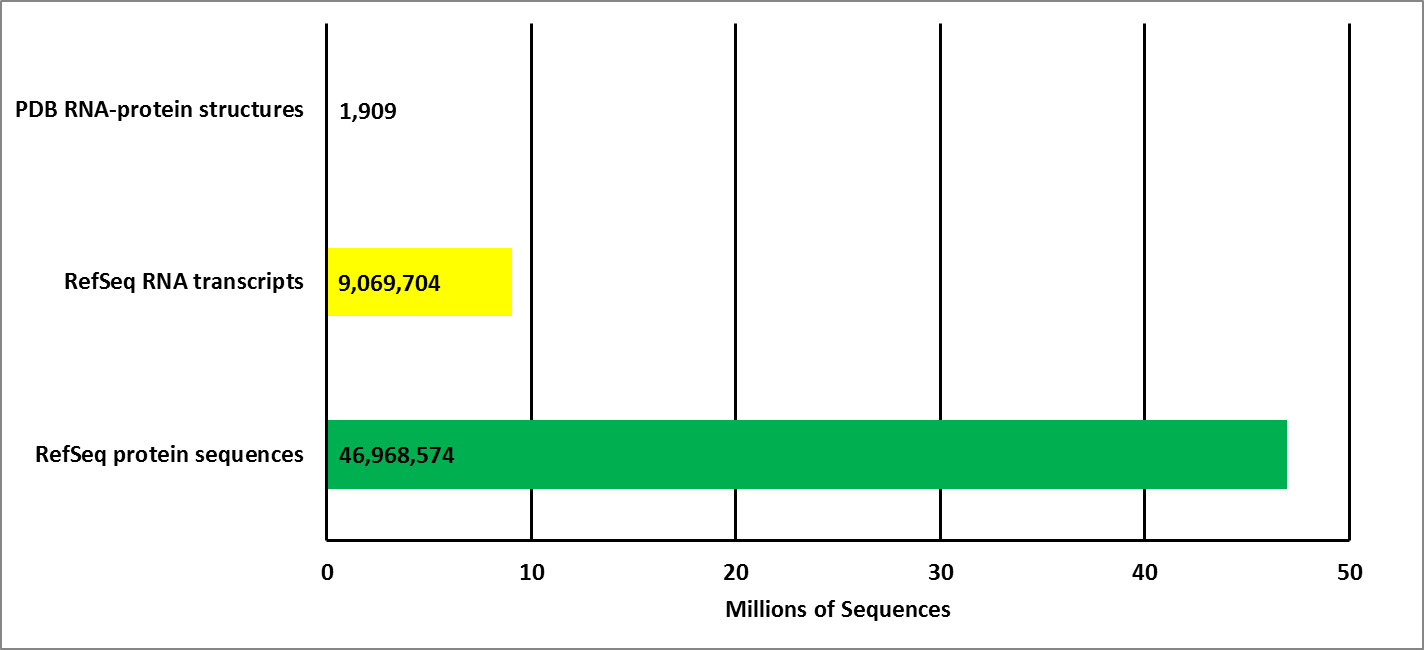 PDB RNA-protein structures 1,909
RefSeq RNA transcripts 9,069,704
RefSeq protein sequences 46,968,574
0 10 20 30 40 50
Millions of Sequences